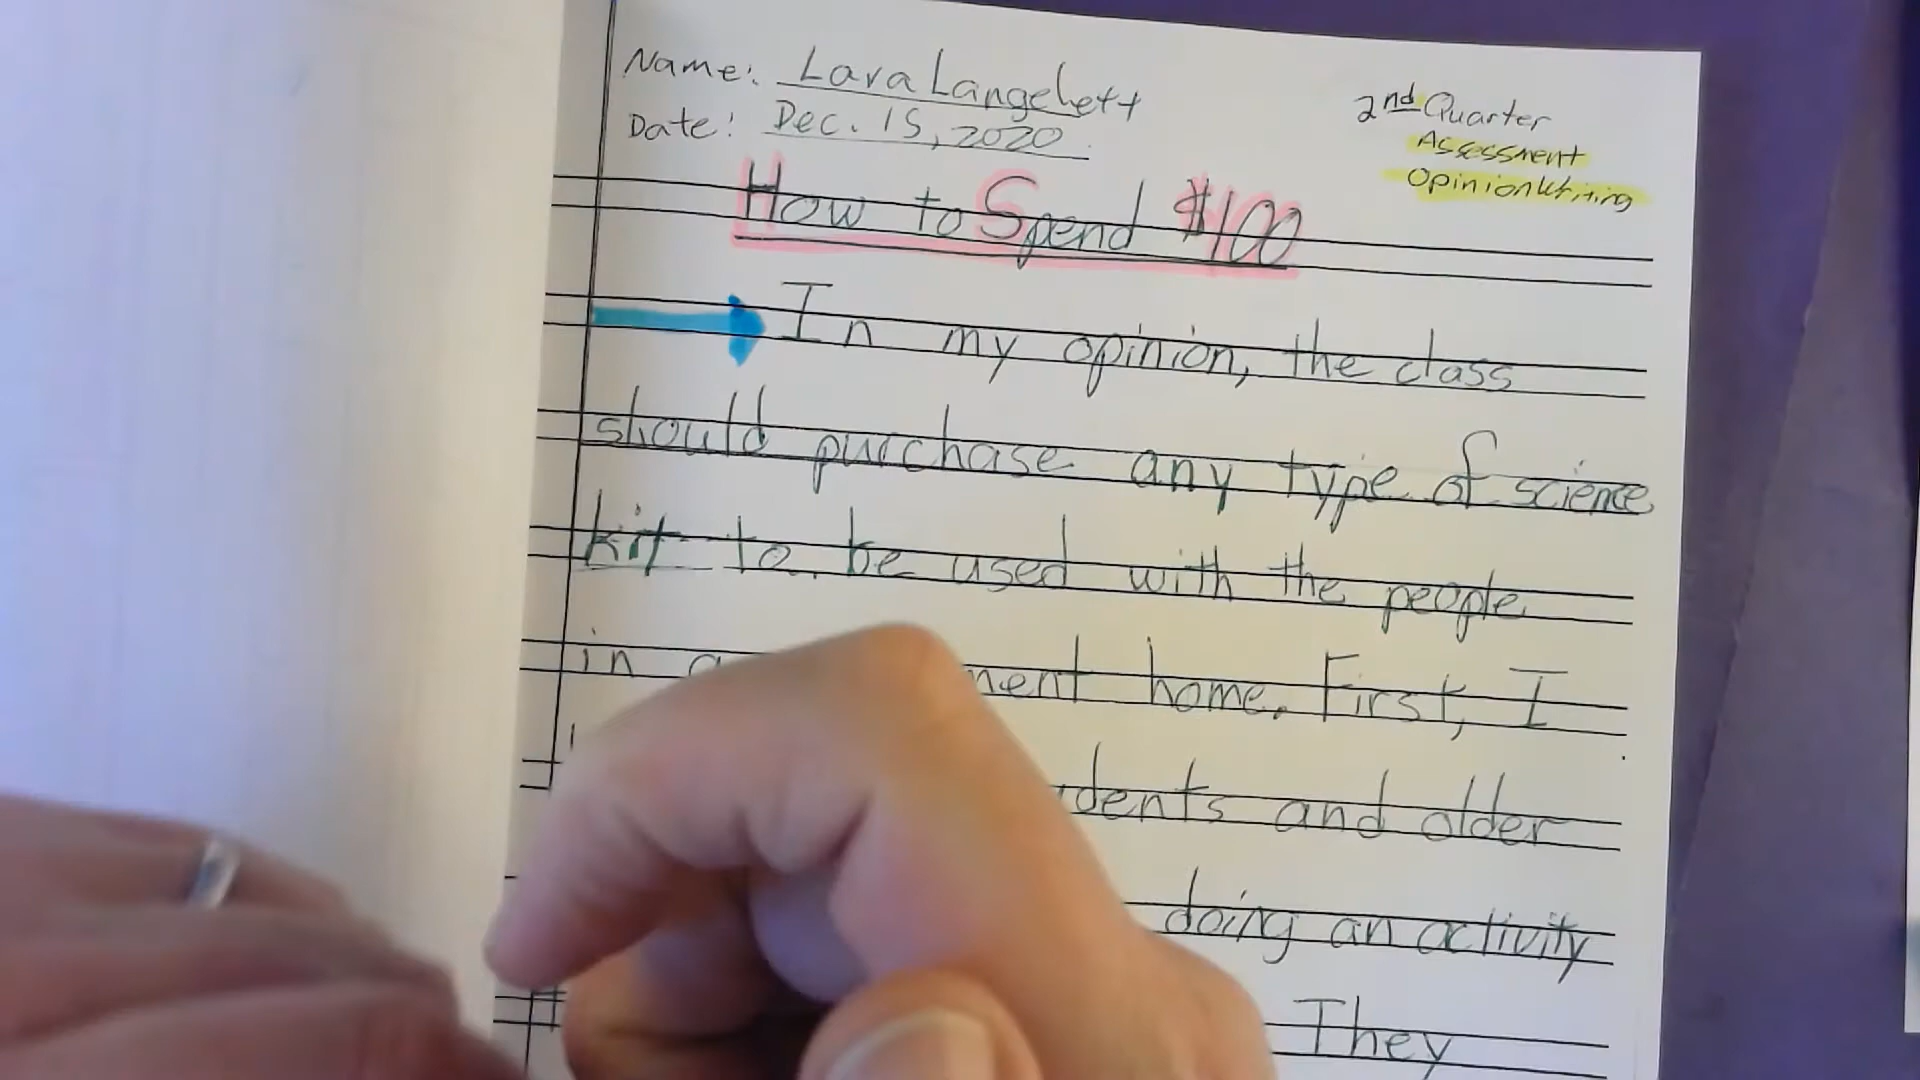 Name: Lara Langehett
Date: Dec. 15, 2020
2nd Quarter
Assessment
Opinion Writing
How to Spend $100
In my opinion, the class
should purchase any type of science
kit to be used with the people
in a home. First, I
and older
doing an activity
They